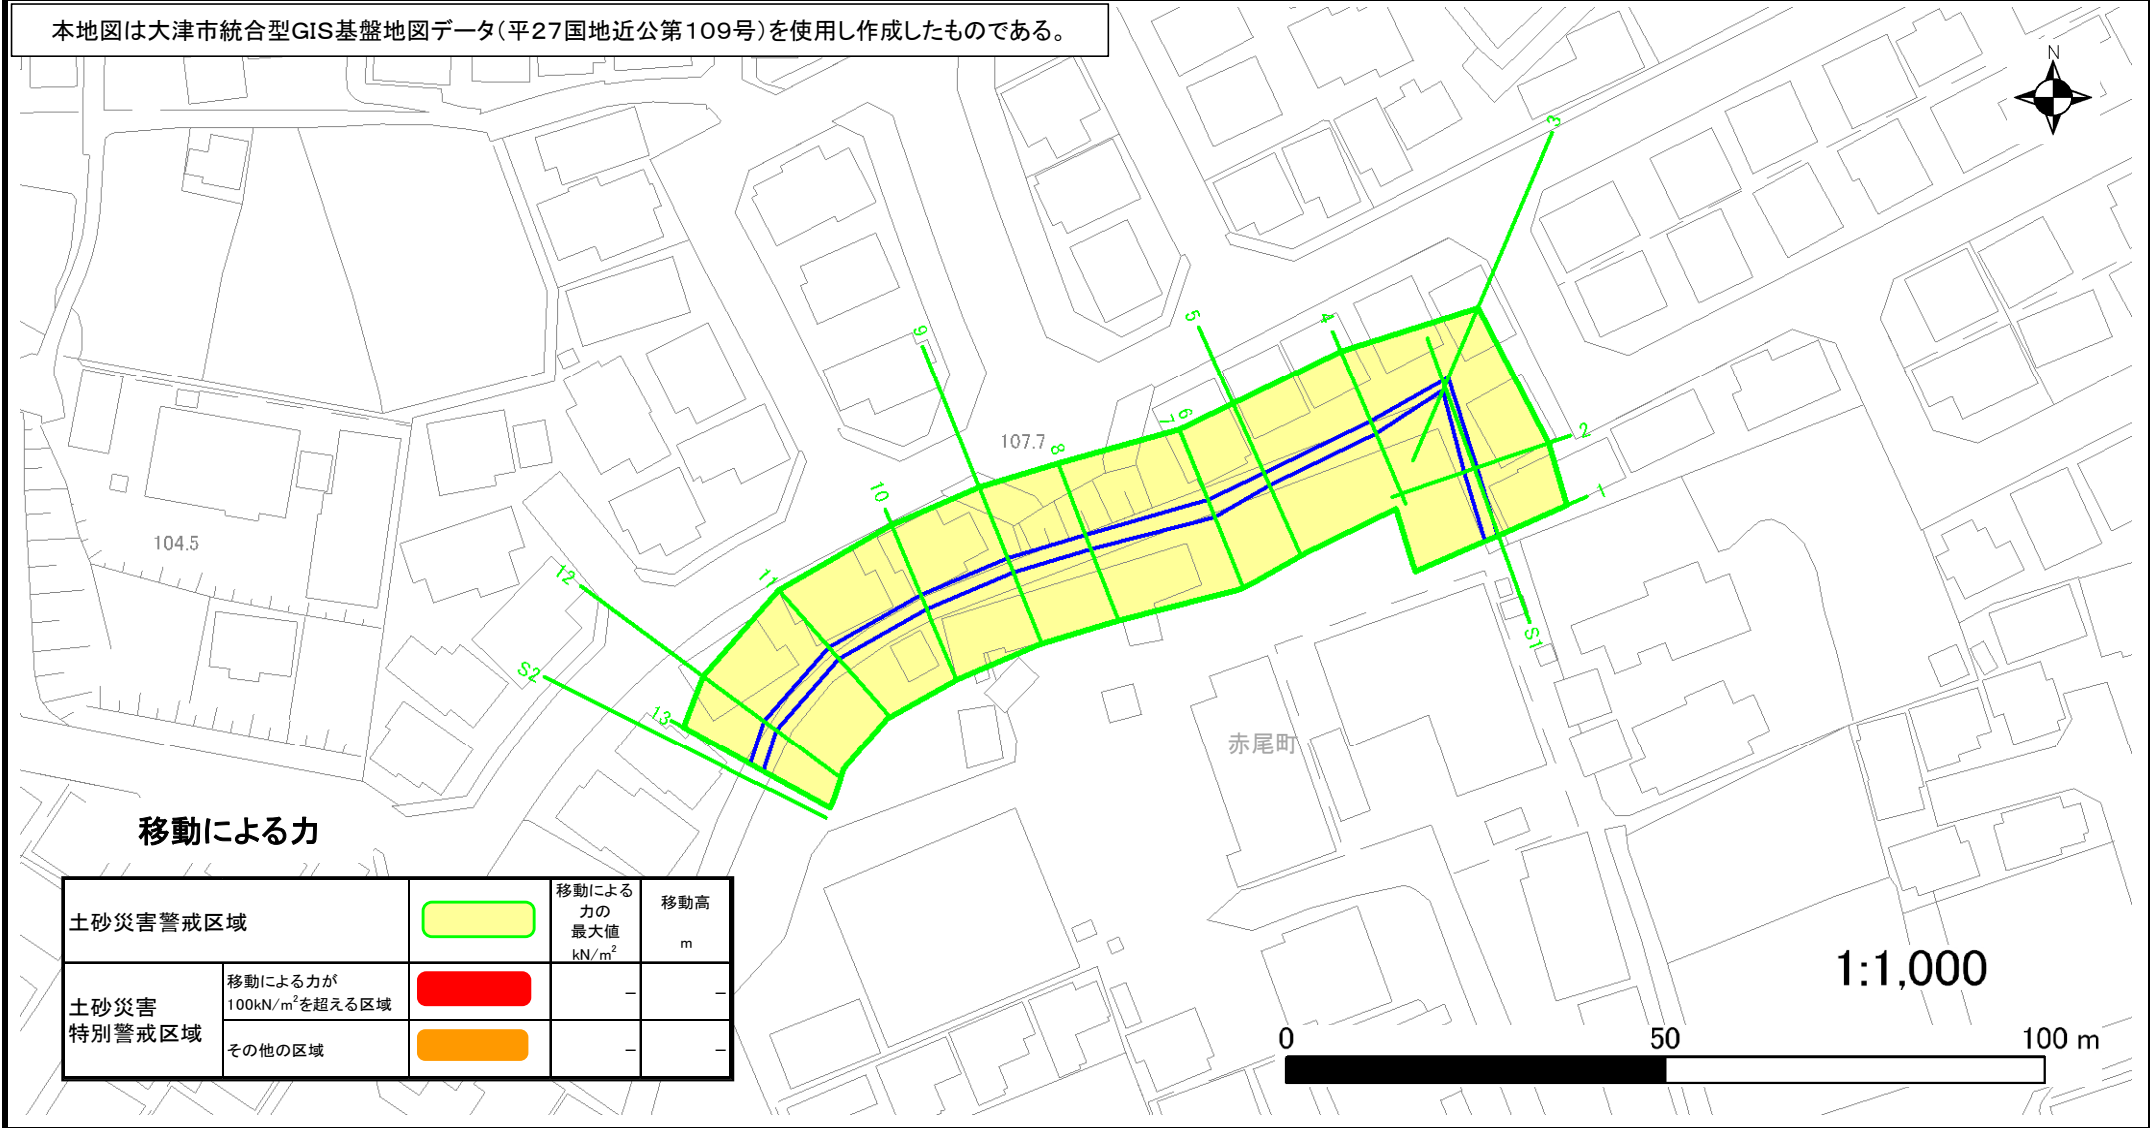 本地図は大津市統合型GIS基盤地図データ(平27国地近公第109号)を使用し作成したものである。
N
3
5
4
9
6
7
107.7
8
2
10
1
104.5
12
11
S1
S2
13
赤尾町
移動による力
土砂災害警戒区域
移動による
力の
最大値
kN/m²
移動高
m
土砂災害
特別警戒区域
移動による力が
100kN/m²を超える区域
– –
その他の区域
– –
1:1,000
0 50 100 m